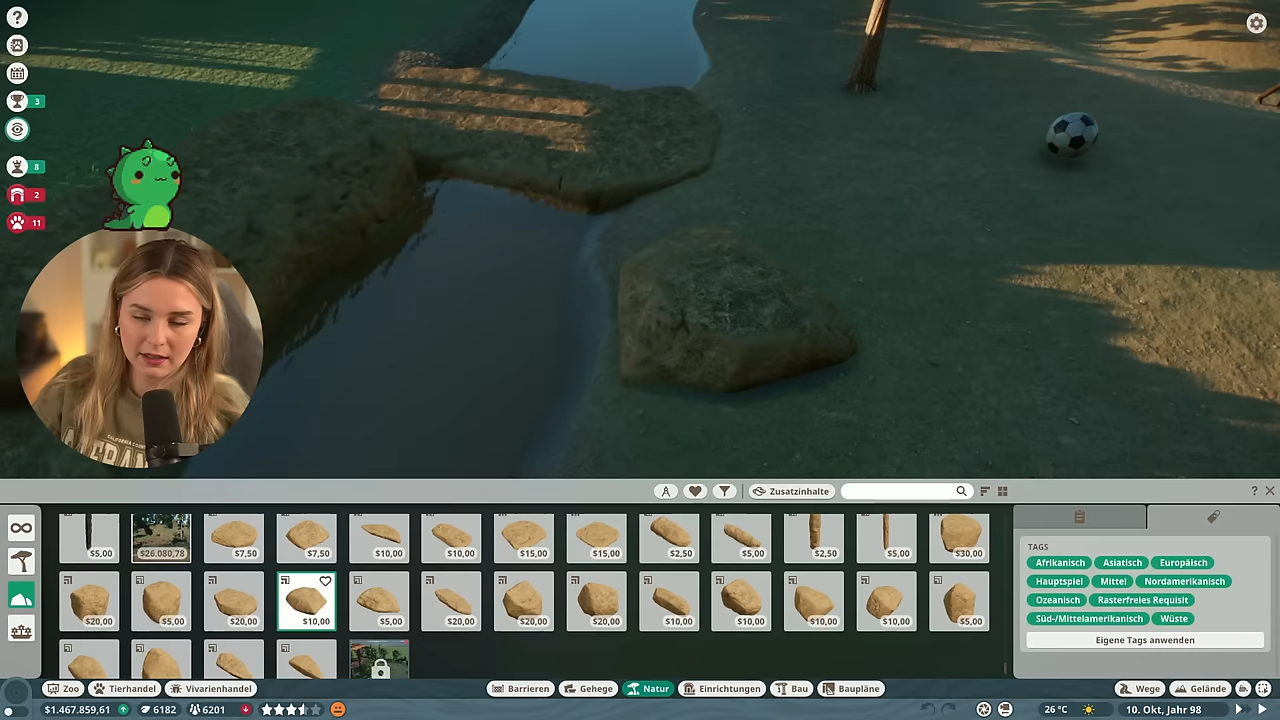 ?
3
8
2
11
CALIFORNIA COAST
Zusatzinhalte
? ×
$5,00 $26.080,78 $7,50 $7,50 $10,00 $10,00 $15,00 $15,00 $2,50 $5,00 $2,50 $5,00 $30,00
$20,00 $5,00 $20,00 $10,00 $5,00 $20,00 $20,00 $20,00 $10,00 $10,00 $10,00 $10,00 $5,00
TAGS
Afrikanisch Asiatisch Europäisch
Hauptspiel Mittel Nordamerikanisch
Ozeanisch Rasterfreies Requisit
Süd-/Mittelamerikanisch Wüste
Eigene Tags anwenden
Zoo Tierhandel Vivarienhandel Barrieren Gehege Natur Einrichtungen Bau Baupläne Wege Gelände
$1.467.859,61 6182 6201 26 °C 10. Okt, Jahr 98